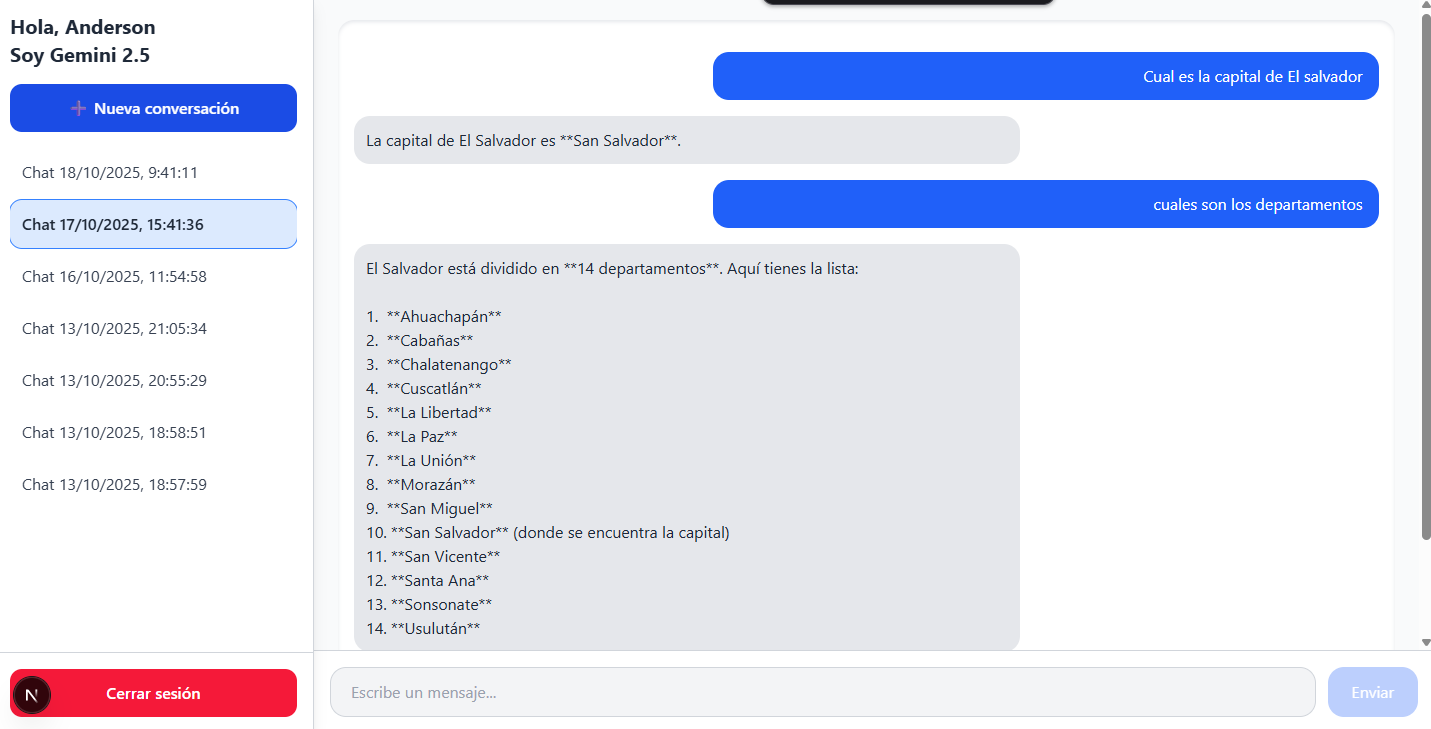 Hola, Anderson
Soy Gemini 2.5
➕ Nueva conversación
Chat 18/10/2025, 9:41:11
Chat 17/10/2025, 15:41:36
Chat 16/10/2025, 11:54:58
Chat 13/10/2025, 21:05:34
Chat 13/10/2025, 20:55:29
Chat 13/10/2025, 18:58:51
Chat 13/10/2025, 18:57:59
N
Cerrar sesión
Cual es la capital de El salvador
La capital de El Salvador es **San Salvador**.
cuales son los departamentos
El Salvador está dividido en **14 departamentos**. Aquí tienes la lista:
1. **Ahuachapán**
2. **Cabañas**
3. **Chalatenango**
4. **Cuscatlán**
5. **La Libertad**
6. **La Paz**
7. **La Unión**
8. **Morazán**
9. **San Miguel**
10. **San Salvador** (donde se encuentra la capital)
11. **San Vicente**
12. **Santa Ana**
13. **Sonsonate**
14. **Usulután**
Escribe un mensaje...
Enviar